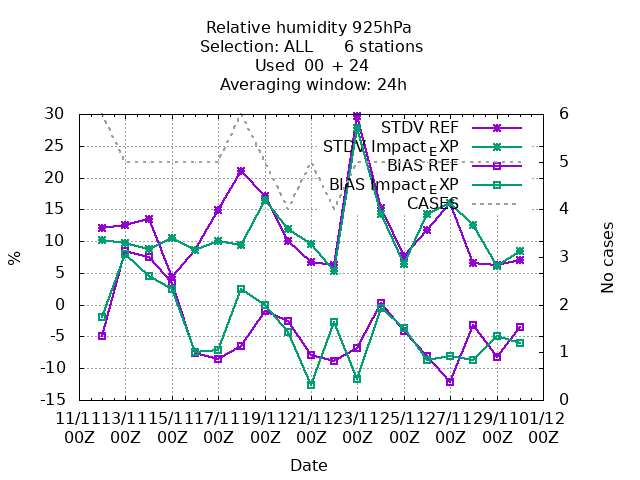 Relative humidity 925hPa
Selection: ALL 6 stations
Used 00 + 24
Averaging window: 24h
30
25
20
15
10
5
0
-5
-10
-15
6
5
4
3
2
1
0
%
No cases
STDV REF
STDV Impact_EXP
BIAS REF
BIAS Impact_EXP
CASES
11/11 13/11 15/11 17/11 19/11 21/11 23/11 25/11 27/11 29/11 01/12
00Z 00Z 00Z 00Z 00Z 00Z 00Z 00Z 00Z 00Z 00Z
Date